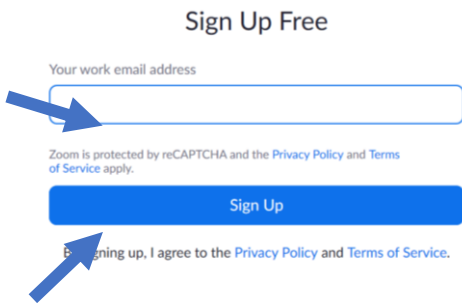 Sign Up Free
Your work email address
Zoom is protected by reCAPTCHA and the Privacy Policy and Terms
of Service apply.
Sign Up
signing up, I agree to the Privacy Policy and Terms of Service.